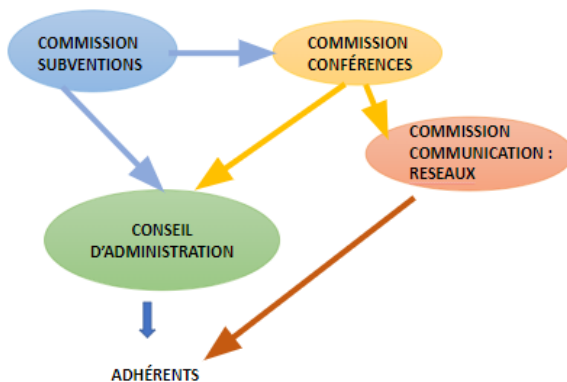 COMMISSION
SUBVENTIONS
COMMISSION
CONFÉRENCES
COMMISSION
COMMUNICATION :
RESEAUX
CONSEIL
D'ADMINISTRATION
ADHÉRENTS